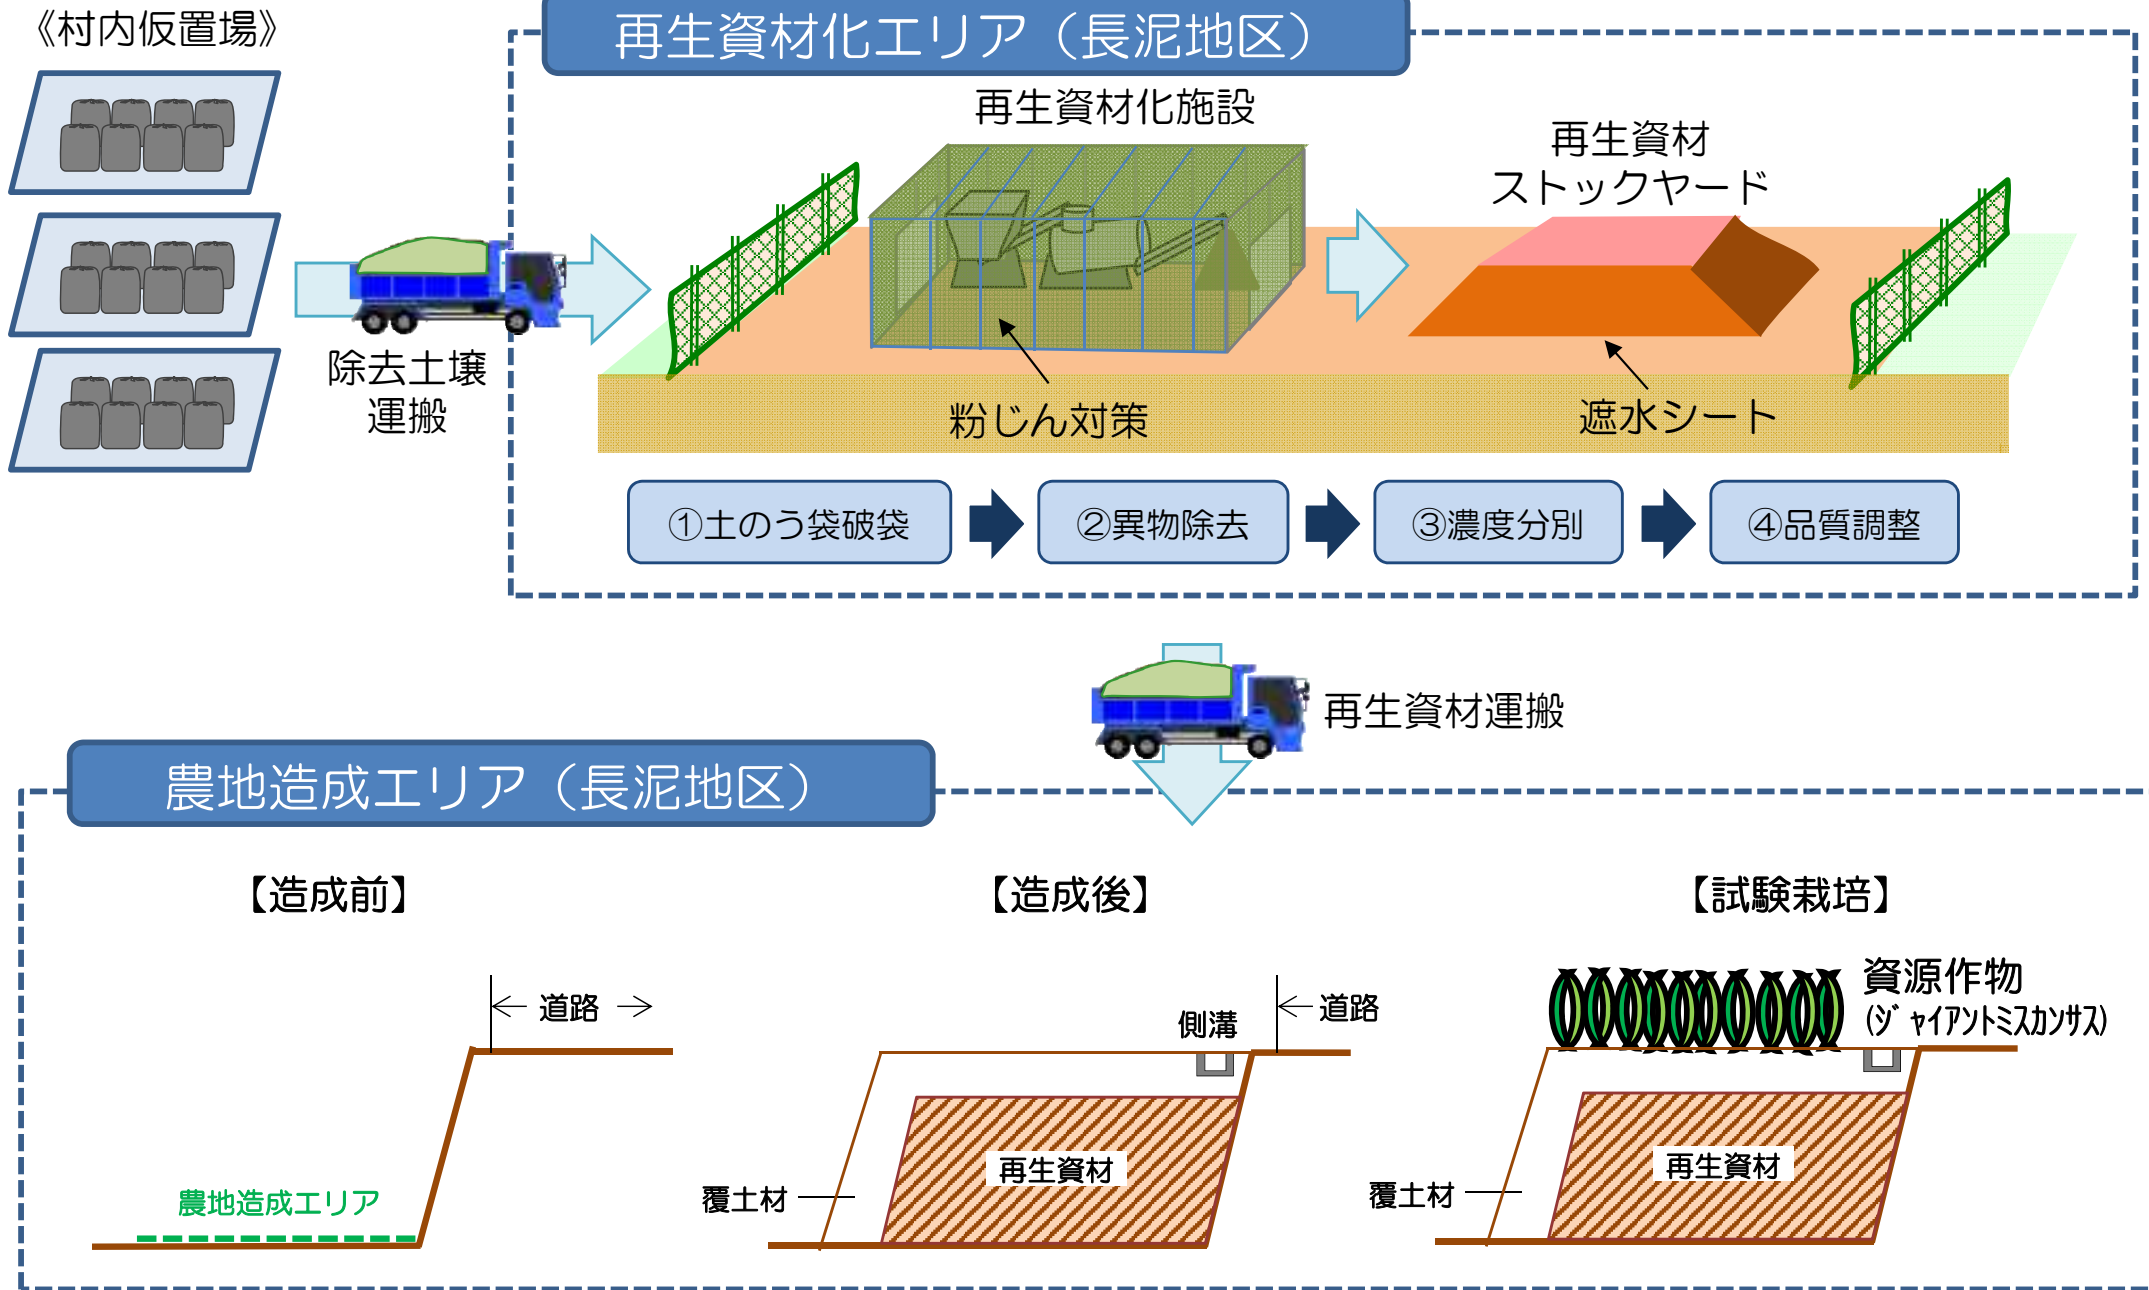 《村内仮置場》
再生資材化エリア（長泥地区）
再生資材化施設
再生資材
ストックヤード
除去土壌
運搬
粉じん対策
遮水シート
①土のう袋破袋
②異物除去
③濃度分別
④品質調整
再生資材運搬
農地造成エリア（長泥地区）
【造成前】
【造成後】
【試験栽培】
道路
農地造成エリア
側溝
道路
再生資材
覆土材
資源作物
(ｼﾞｬｲｱﾝﾄﾐｽｶﾝｻｽ)
再生資材
覆土材